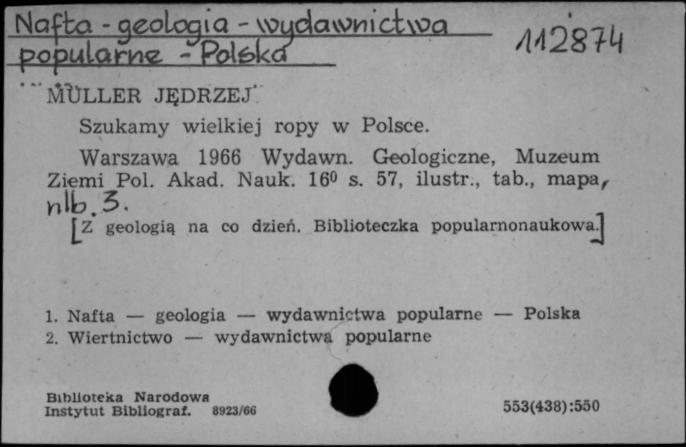 Nafta - geologia - wydawnictwa
popularne - Polska
112874
MULLER JĘDRZEJ
Szukamy wielkiej ropy w Polsce.
Warszawa 1966 Wydawn. Geologiczne, Muzeum
Ziemi Pol. Akad. Nauk. 16⁰ s. 57, ilustr., tab., mapa,
nlb. 3.
[Z geologią na co dzień. Biblioteczka popularnonaukowa.]
1. Nafta — geologia — wydawnictwa popularne — Polska
2. Wiertnictwo — wydawnictwa popularne
Biblioteka Narodowa
Instytut Bibliograf. 8923/66
553(438):550